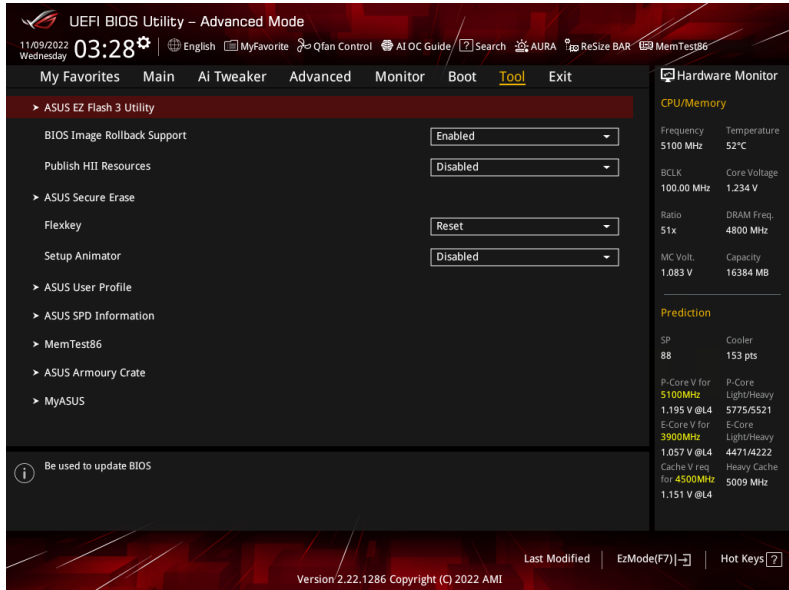 UEFI BIOS Utility – Advanced Mode
11/09/2022 Wednesday 03:28 English MyFavorite Qfan Control AI OC Guide ? Search AURA ReSize BAR MemTest86
My Favorites Main Ai Tweaker Advanced Monitor Boot Tool Exit
Hardware Monitor
> ASUS EZ Flash 3 Utility
BIOS Image Rollback Support Enabled
Publish HII Resources Disabled
> ASUS Secure Erase
Flexkey Reset
Setup Animator Disabled
> ASUS User Profile
> ASUS SPD Information
> MemTest86
> ASUS Armoury Crate
> MyASUS
i Be used to update BIOS
CPU/Memory
Frequency Temperature
5100 MHz 52°C
BCLK Core Voltage
100.00 MHz 1.234 V
Ratio DRAM Freq.
51x 4800 MHz
MC Volt. Capacity
1.083 V 16384 MB
Prediction
SP Cooler
88 153 pts
P-Core V for P-Core
5100MHz Light/Heavy
1.195 V @L4 5775/5521
E-Core V for E-Core
3900MHz Light/Heavy
1.057 V @L4 4471/4222
Cache V req Heavy Cache
for 4500MHz 5009 MHz
1.151 V @L4
Last Modified EzMode(F7) Hot Keys ?
Version 2.22.1286 Copyright (C) 2022 AMI